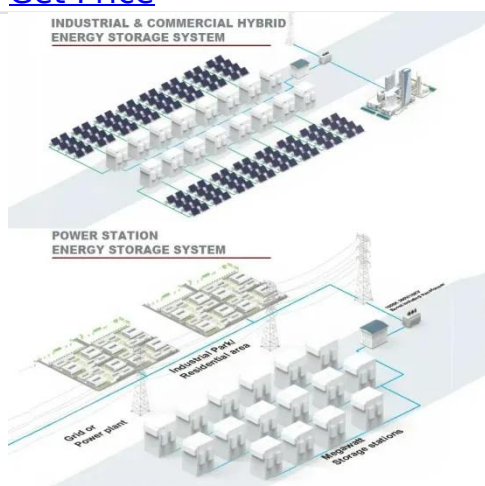 Get Price
INDUSTRIAL & COMMERCIAL HYBRID
ENERGY STORAGE SYSTEM
POWER STATION
ENERGY STORAGE SYSTEM
Industrial Park/
Residential area
Grid or
Power plant
Megawatt
Storage stations